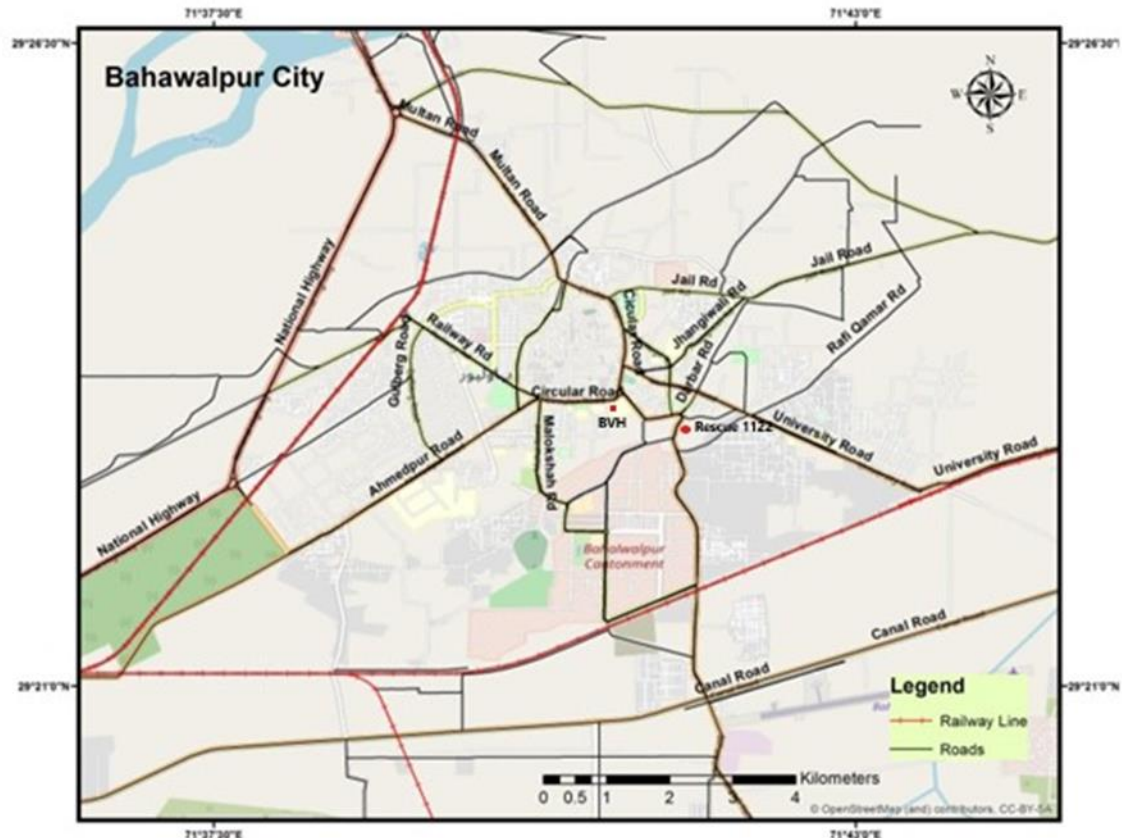 71°37'30"E
71°43'0"E
29°26'30"N
29°26'30"
Bahawalpur City
N
W
E
S
Multan Road
Multan Road
National Highway
Jail Road
Jail Rd
Circular Road
Jhangiwali Rd
Rafi Qamar Rd
Railway Rd
Gulberg Road
Darbar Rd
Circular Road
BVH
Rescue 1122
University Road
University Road
Malokshah Rd
Ahmedpur Road
National Highway
Bahalwalpur
Cantonment
Canal Road
Canal Road
Canal Road
29°21'0"N
29°21'0"N
Legend
Railway Line
Roads
Kilometers
0 0.5 1 2 3 4
© OpenStreetMap (and) contributors, CC-BY-SA
71°37'30"E
71°43'0"E